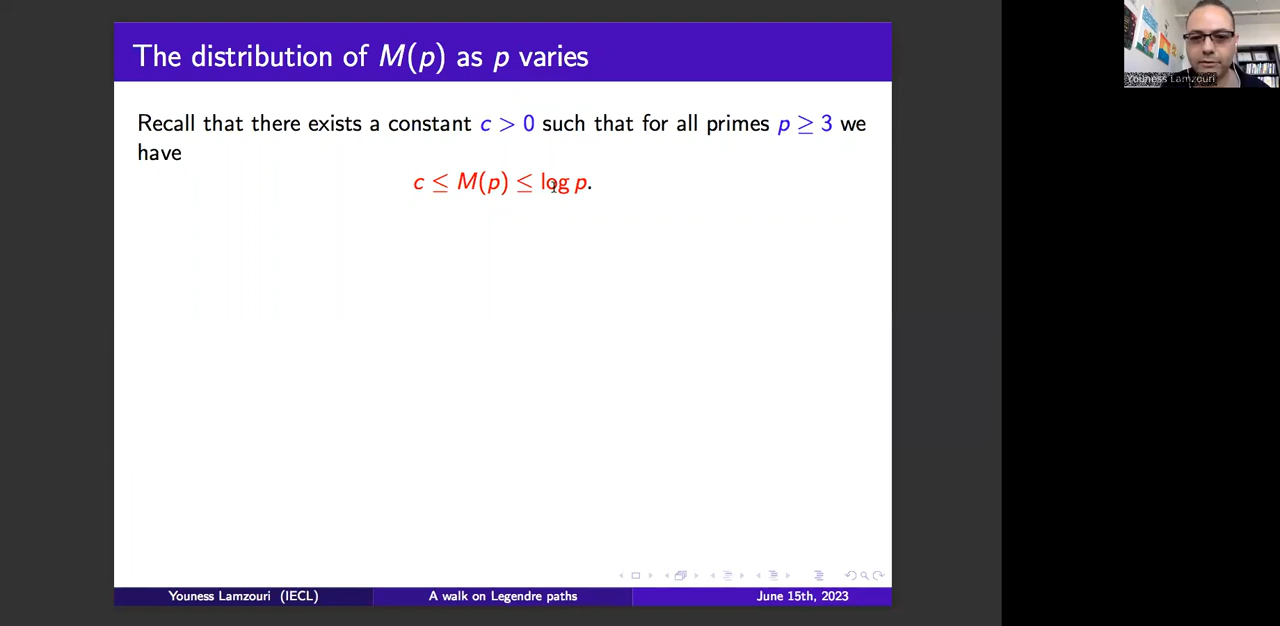 The distribution of M(p) as p varies
Youness Lamzouri
Recall that there exists a constant c > 0 such that for all primes p ≥ 3 we
have
c ≤ M(p) ≤ log p.
Youness Lamzouri (IECL)
A walk on Legendre paths
June 15th, 2023